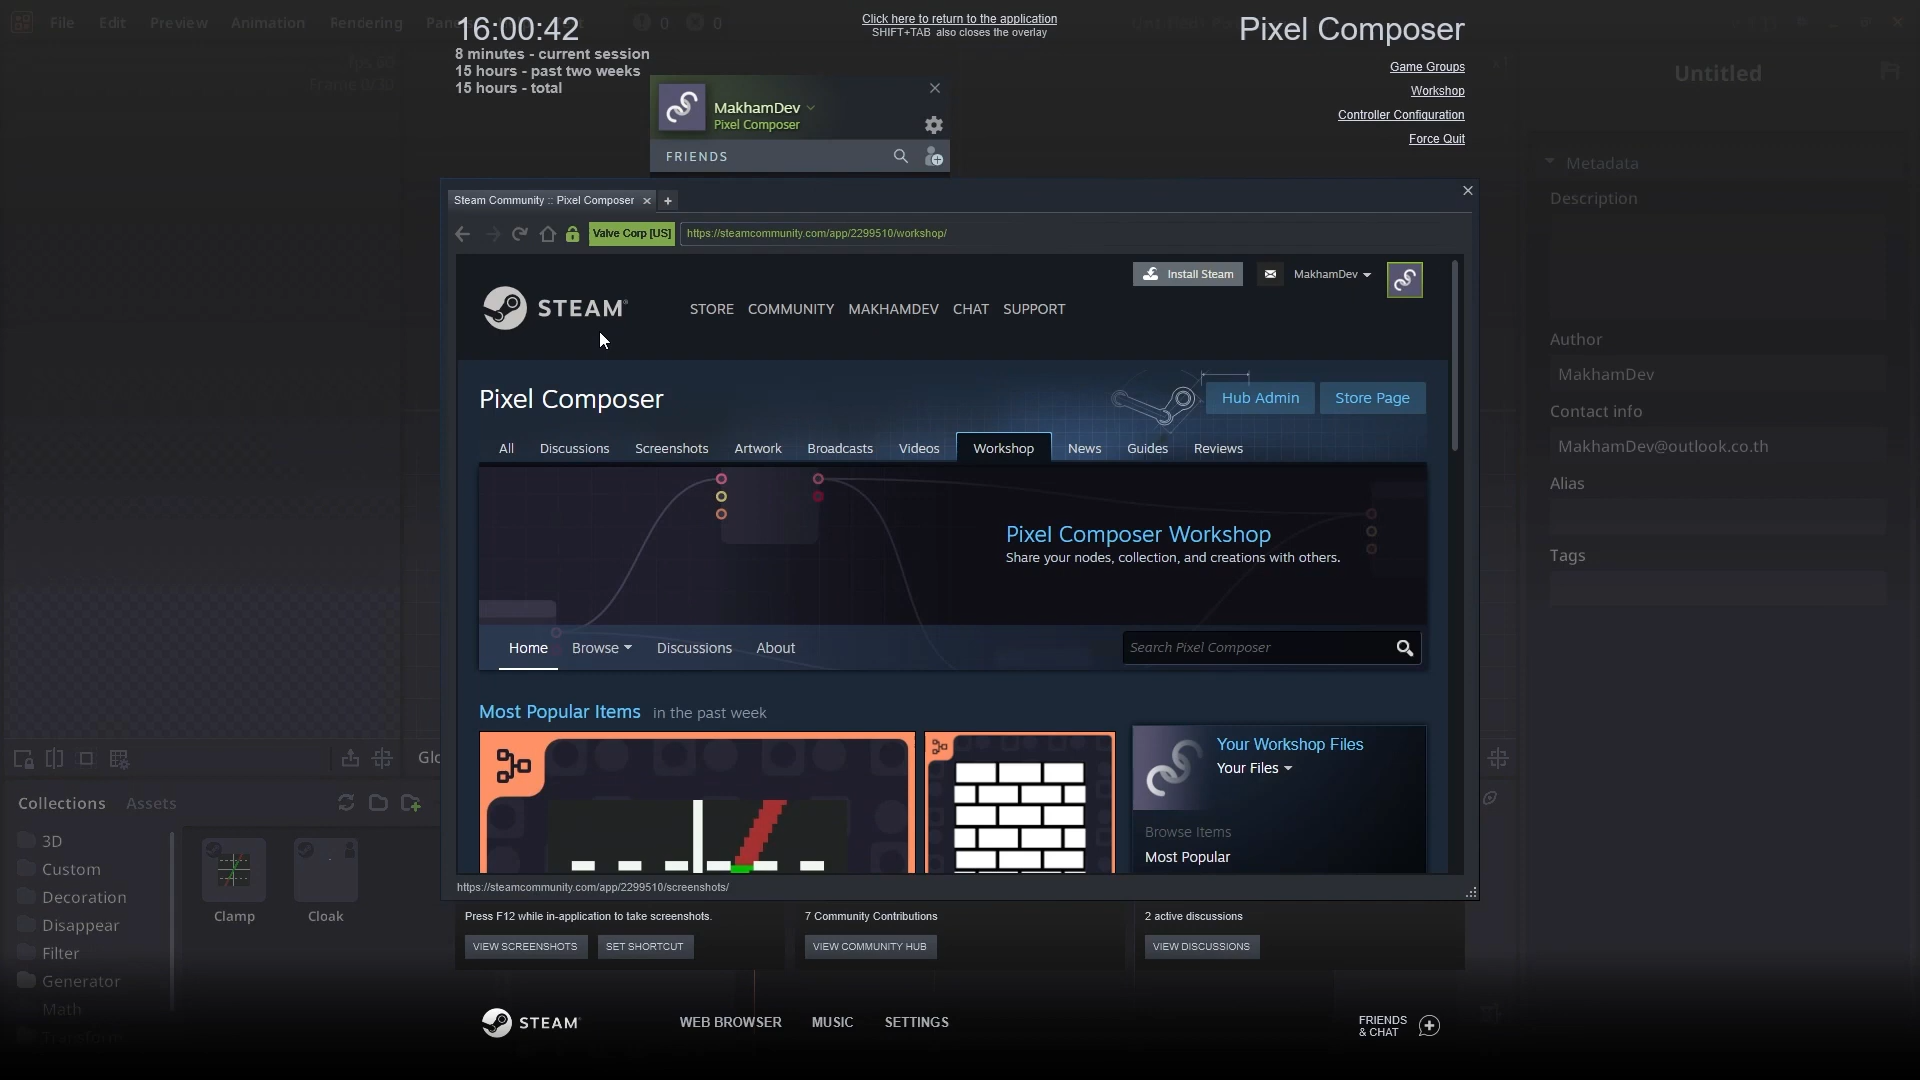 File Edit Preview Animation Rendering
0 0
16:00:42
8 minutes - current session
15 hours - past two weeks
15 hours - total
Click here to return to the application
SHIFT+TAB also closes the overlay
Pixel Composer
Game Groups
Workshop
Controller Configuration
Force Quit
MakhamDev
Pixel Composer
FRIENDS
Steam Community :: Pixel Composer
Valve Corp [US] https://steamcommunity.com/app/2299510/workshop/
Install Steam
MakhamDev
STEAM
STORE COMMUNITY MAKHAMDEV CHAT SUPPORT
Pixel Composer
Hub Admin
Store Page
All Discussions Screenshots Artwork Broadcasts Videos Workshop News Guides Reviews
Pixel Composer Workshop
Share your nodes, collection, and creations with others.
Home Browse Discussions About
Search Pixel Composer
Most Popular Items in the past week
Your Workshop Files
Your Files
Browse Items
Most Popular
https://steamcommunity.com/app/2299510/screenshots/
Press F12 while in-application to take screenshots.
VIEW SCREENSHOTS
SET SHORTCUT
7 Community Contributions
VIEW COMMUNITY HUB
2 active discussions
VIEW DISCUSSIONS
STEAM
WEB BROWSER MUSIC SETTINGS
FRIENDS
& CHAT
Collections Assets
3D
Custom
Decoration
Disappear
Filter
Generator
Math
Transform
Clamp
Cloak
Untitled
Metadata
Description
Author
MakhamDev
Contact info
MakhamDev@outlook.co.th
Alias
Tags